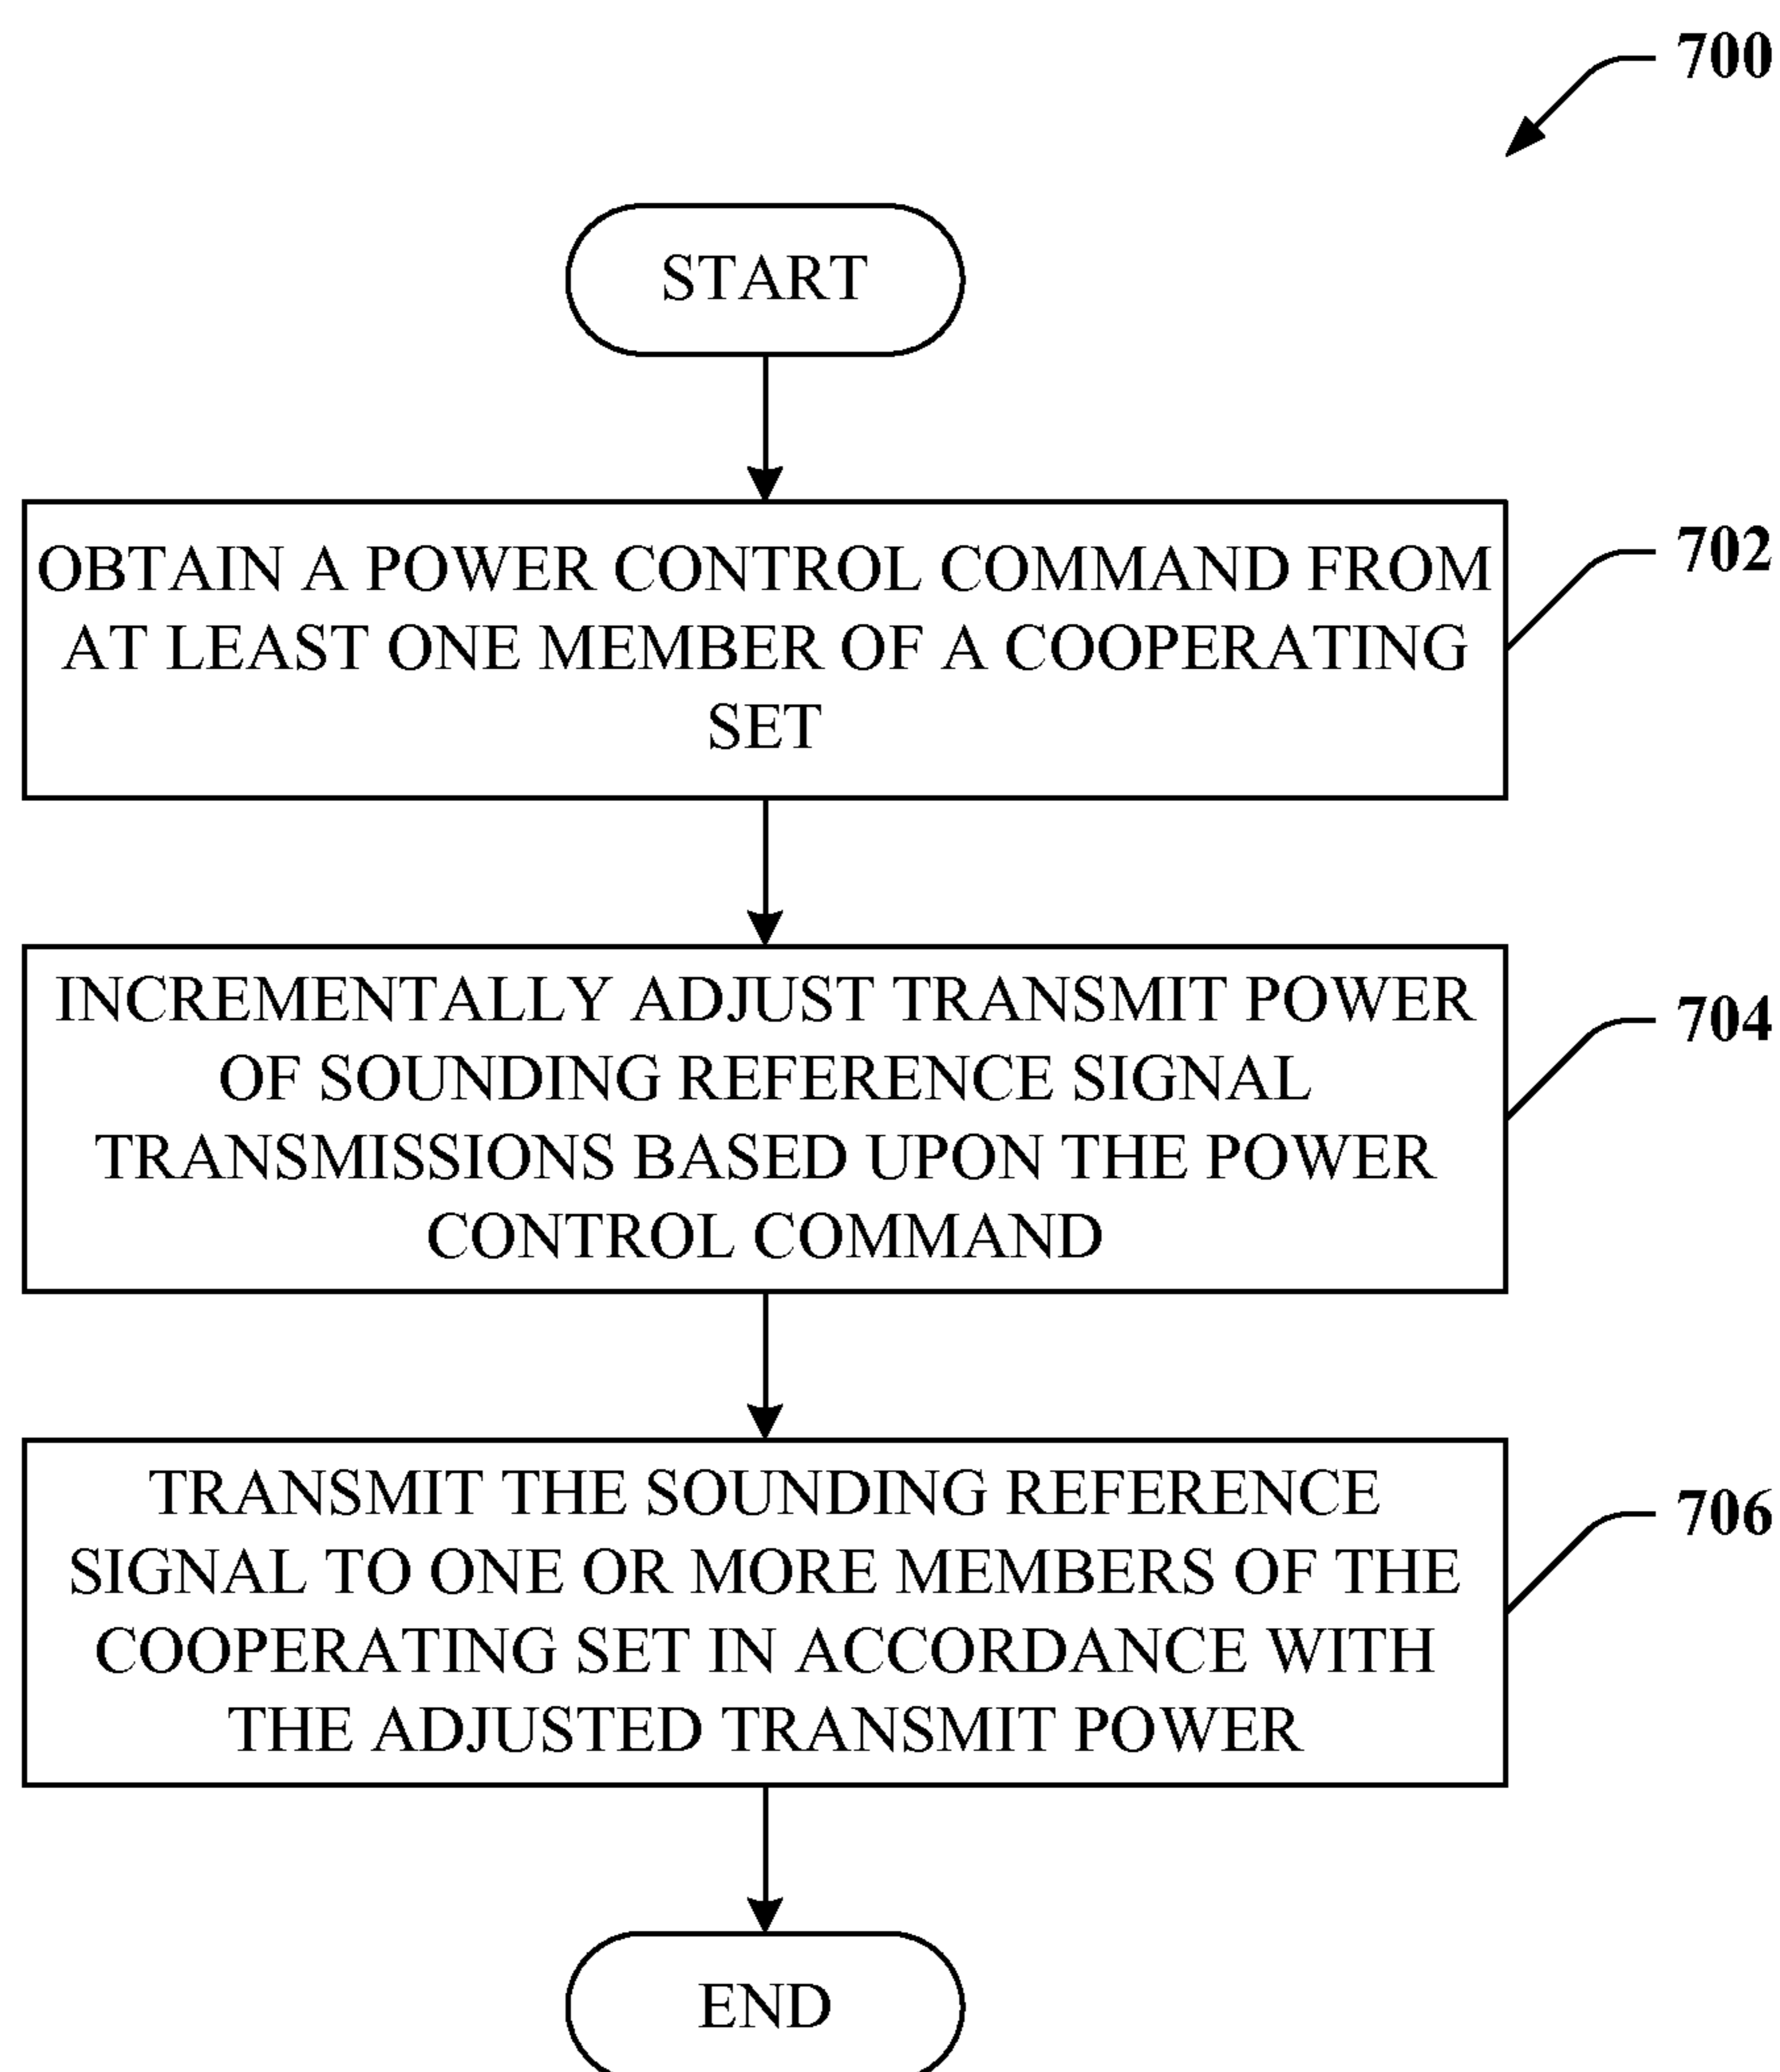 700
START
OBTAIN A POWER CONTROL COMMAND FROM
AT LEAST ONE MEMBER OF A COOPERATING
SET
702
INCREMENTALLY ADJUST TRANSMIT POWER
OF SOUNDING REFERENCE SIGNAL
TRANSMISSIONS BASED UPON THE POWER
CONTROL COMMAND
704
TRANSMIT THE SOUNDING REFERENCE
SIGNAL TO ONE OR MORE MEMBERS OF THE
COOPERATING SET IN ACCORDANCE WITH
THE ADJUSTED TRANSMIT POWER
706
END